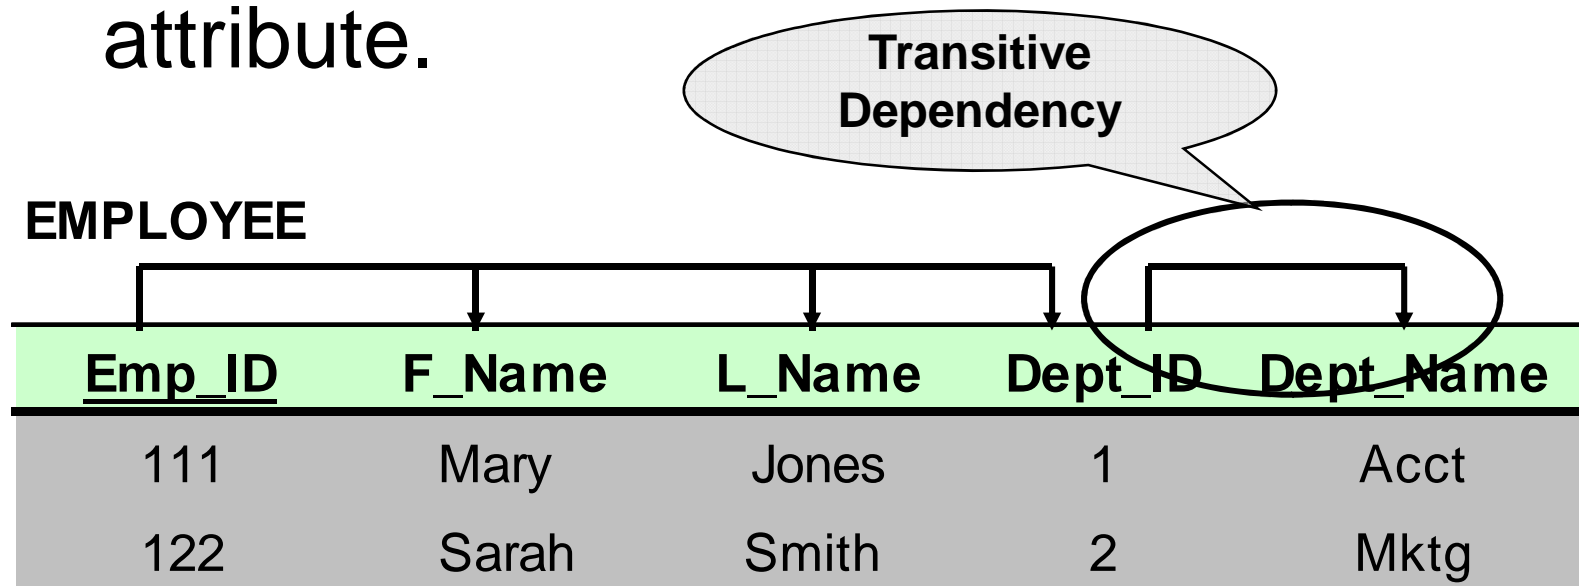 attribute.
Transitive
Dependency
EMPLOYEE
Emp_ID F_Name L_Name Dept_ID Dept_Name
111 Mary Jones 1 Acct
122 Sarah Smith 2 Mktg